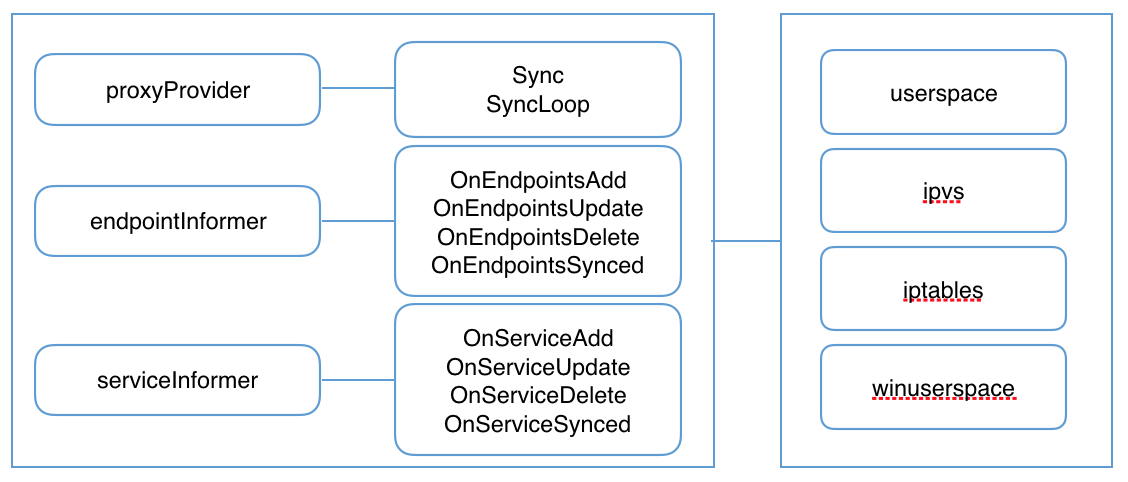 proxyProvider
Sync
SyncLoop
endpointInformer
OnEndpointsAdd
OnEndpointsUpdate
OnEndpointsDelete
OnEndpointsSynced
serviceInformer
OnServiceAdd
OnServiceUpdate
OnServiceDelete
OnServiceSynced
userspace
ipvs
iptables
winuserspace